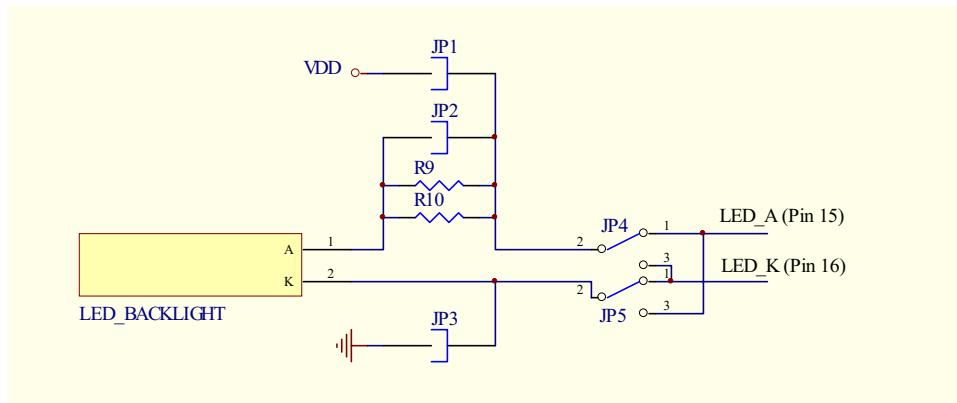 JP1
VDD
JP2
R9
R10
LED_A (Pin 15)
JP4
1
2
A
1
3
LED_K (Pin 16)
1
K
2
2
LED_BACKLIGHT
JP3
JP5
3